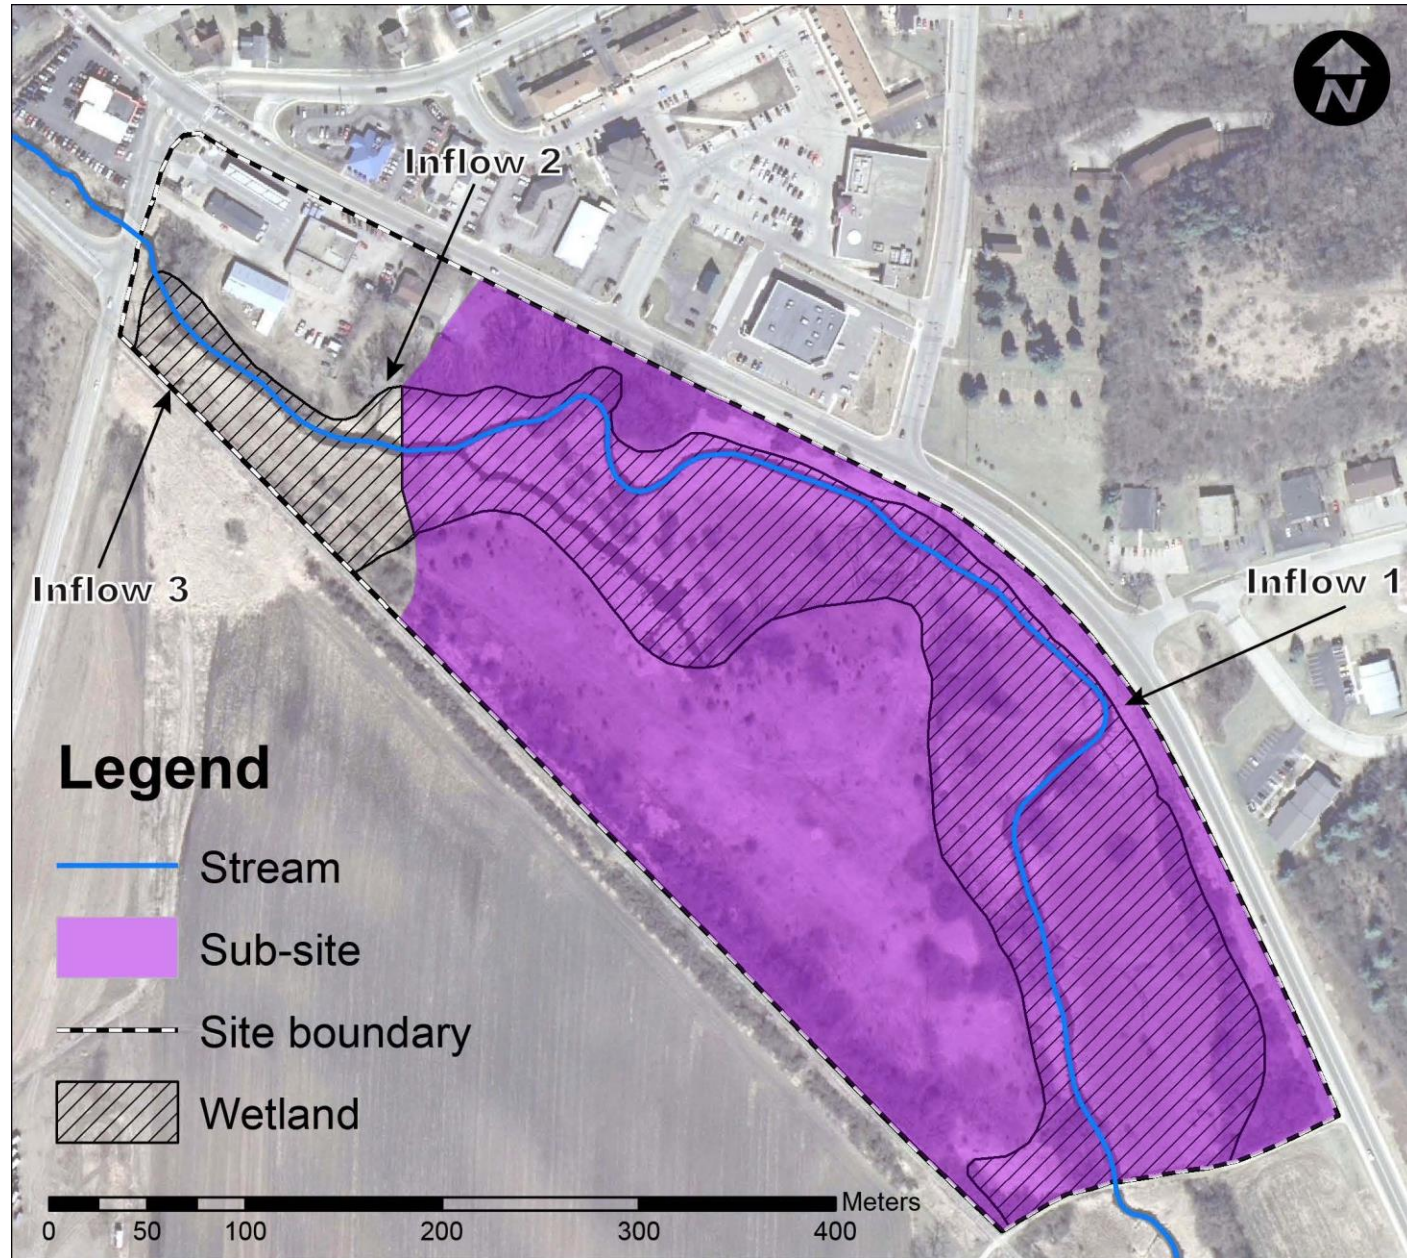 N
Inflow 2
Inflow 3
Inflow 1
Legend
Stream
Sub-site
Site boundary
Wetland
Meters
0 50 100 200 300 400